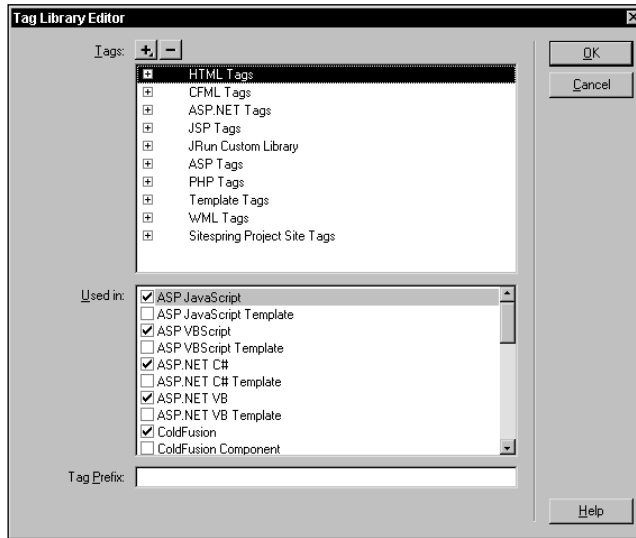 Tag Library Editor
Tags:
OK
HTML Tags
Cancel
CFML Tags
ASP.NET Tags
JSP Tags
JRun Custom Library
ASP Tags
PHP Tags
Template Tags
WML Tags
Sitespring Project Site Tags
Used in:
ASP JavaScript
ASP JavaScript Template
ASP VBScript
ASP VBScript Template
ASP.NET C#
ASP.NET C# Template
ASP.NET VB
ASP.NET VB Template
ColdFusion
ColdFusion Component
Tag Prefix:
Help